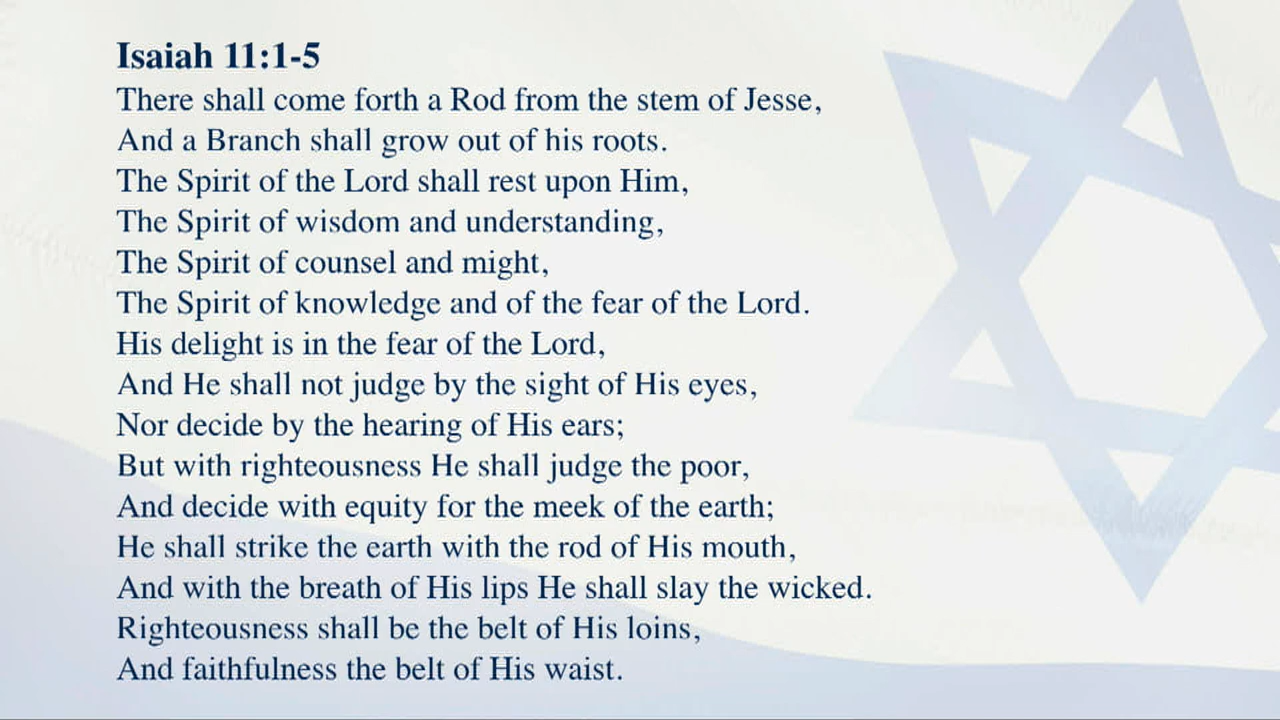 Isaiah 11:1-5
There shall come forth a Rod from the stem of Jesse,
And a Branch shall grow out of his roots.
The Spirit of the Lord shall rest upon Him,
The Spirit of wisdom and understanding,
The Spirit of counsel and might,
The Spirit of knowledge and of the fear of the Lord.
His delight is in the fear of the Lord,
And He shall not judge by the sight of His eyes,
Nor decide by the hearing of His ears;
But with righteousness He shall judge the poor,
And decide with equity for the meek of the earth;
He shall strike the earth with the rod of His mouth,
And with the breath of His lips He shall slay the wicked.
Righteousness shall be the belt of His loins,
And faithfulness the belt of His waist.